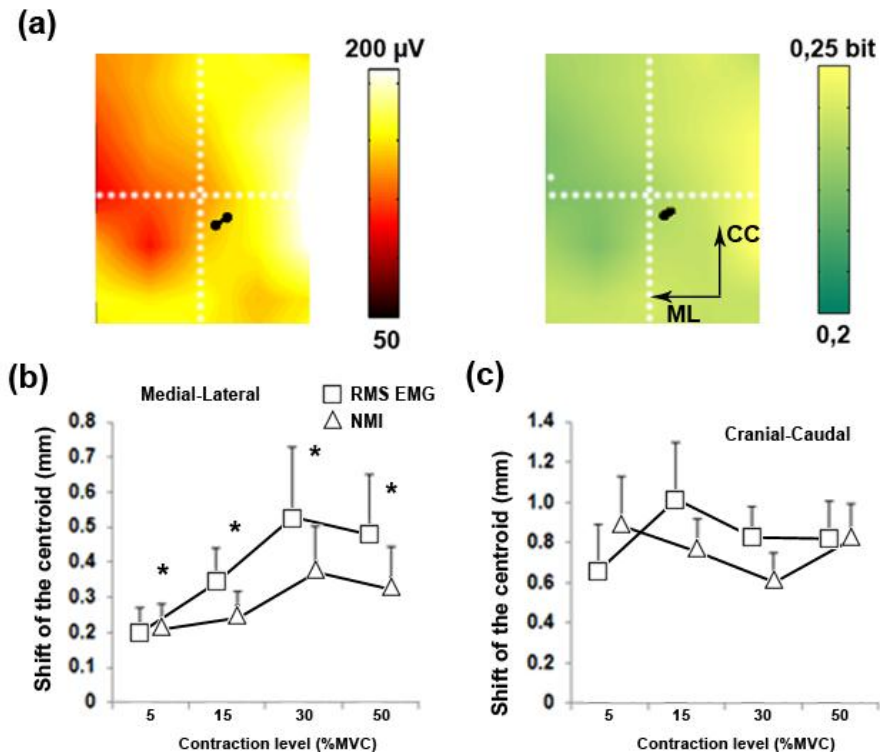 (a)
200 µV
50
0,25 bit
0,2
CC
ML
(b)
Medial-Lateral
RMS EMG
NMI
*
*
*
*
Shift of the centroid (mm)
0.8
0.7
0.6
0.5
0.4
0.3
0.2
0.1
0
5 15 30 50
Contraction level (%MVC)
(c)
Cranial-Caudal
Shift of the centroid (mm)
1.4
1.2
1.0
0.8
0.6
0.4
0.2
0
5 15 30 50
Contraction level (%MVC)